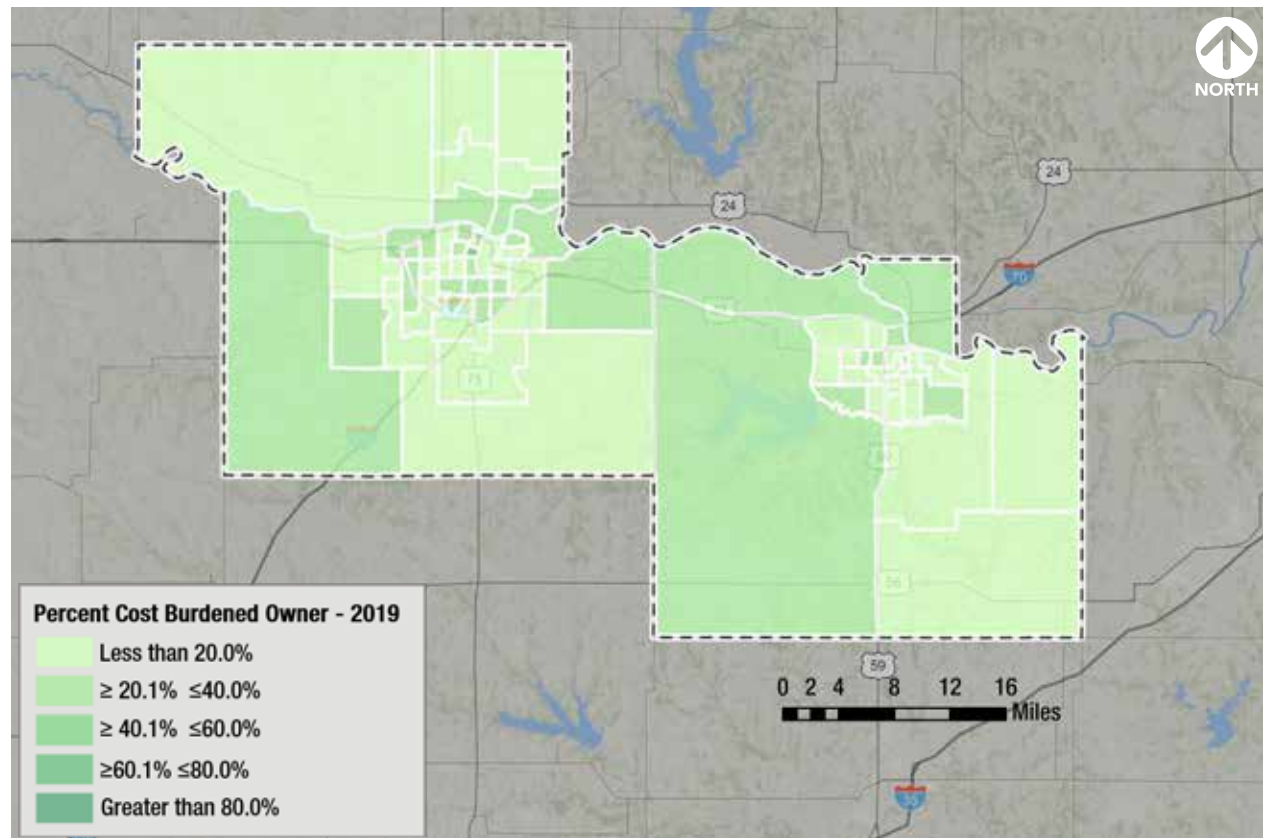 NORTH
24
24
70
75
56
59
35
Percent Cost Burdened Owner - 2019
Less than 20.0%
≥ 20.1% ≤40.0%
≥ 40.1% ≤60.0%
≥60.1% ≤80.0%
Greater than 80.0%
0 2 4 8 12 16
Miles